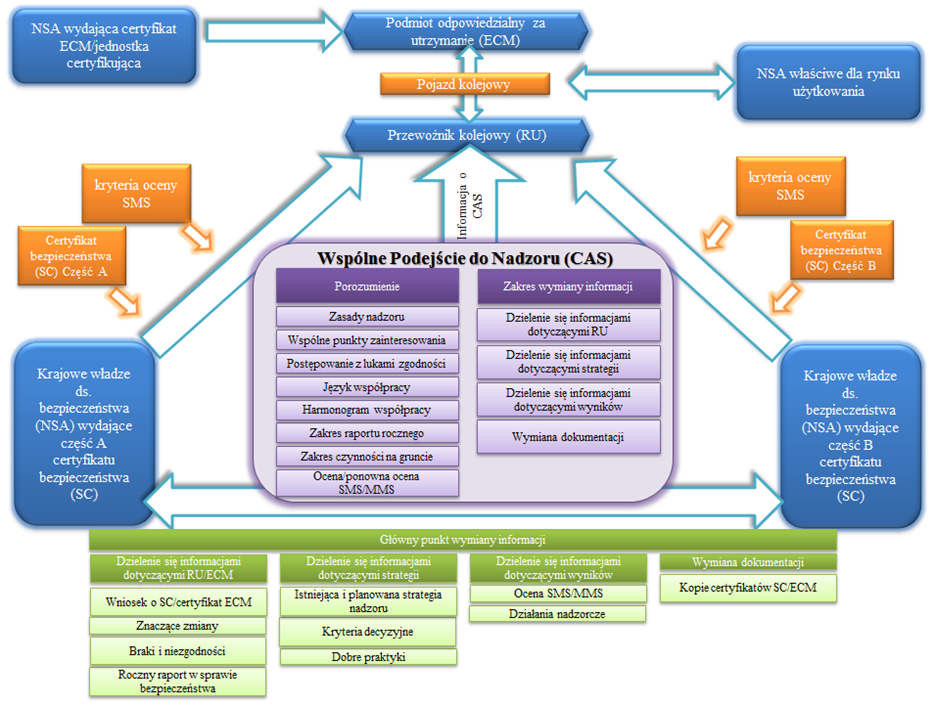 NSA wydająca certyfikat
ECM/jednostka
certyfikująca
Podmiot odpowiedzialny za
utrzymanie (ECM)
Pojazd kolejowy
NSA właściwe dla rynku
użytkowania
Przewoźnik kolejowy (RU)
kryteria oceny
SMS
Certyfikat
bezpieczeństwa
(SC) Część A
Informacja o
CAS
kryteria oceny
SMS
Certyfikat
bezpieczeństwa
(SC) Część B
Wspólne Podejście do Nadzoru (CAS)
Porozumienie
Zasady nadzoru
Wspólne punkty zainteresowania
Postępowanie z lukami zgodności
Język współpracy
Harmonogram współpracy
Zakres raportu rocznego
Zakres czynności na gruncie
Ocena/ponowna ocena
SMS/MMS
Zakres wymiany informacji
Dzielenie się informacjami
dotyczącymi RU
Dzielenie się informacjami
dotyczącymi strategii
Dzielenie się informacjami
dotyczącymi wyników
Wymiana dokumentacji
Krajowe władze
ds.
bezpieczeństwa
(NSA) wydające
część A
certyfikatu
bezpieczeństwa
(SC)
Krajowe władze
ds.
bezpieczeństwa
(NSA) wydające
część B
certyfikatu
bezpieczeństwa
(SC)
Główny punkt wymiany informacji
Dzielenie się informacjami
dotyczącymi RU/ECM
Wniosek o SC/certyfikat ECM
Znaczące zmiany
Braki i niezgodności
Roczny raport w sprawie
bezpieczeństwa
Dzielenie się informacjami
dotyczącymi strategii
Istniejąca i planowana strategia
nadzoru
Kryteria decyzyjne
Dobre praktyki
Dzielenie się informacjami
dotyczącymi wyników
Ocena SMS/MMS
Działania nadzorcze
Wymiana dokumentacji
Kopie certyfikatów SC/ECM